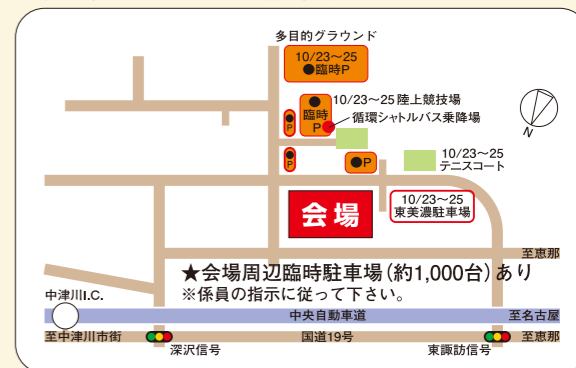 多目的グラウンド
10/23〜25
●臨時P
10/23〜25 陸上競技場
●
臨時
P
循環シャトルバス乗降場
●
P
●
P
●P
10/23〜25
テニスコート
N
会場
10/23〜25
東美濃駐車場
至恵那
★会場周辺臨時駐車場(約1,000台)あり
※係員の指示に従って下さい。
中津川I.C.
中央自動車道
至名古屋
至中津川市街
国道19号
至恵那
深沢信号
東諏訪信号